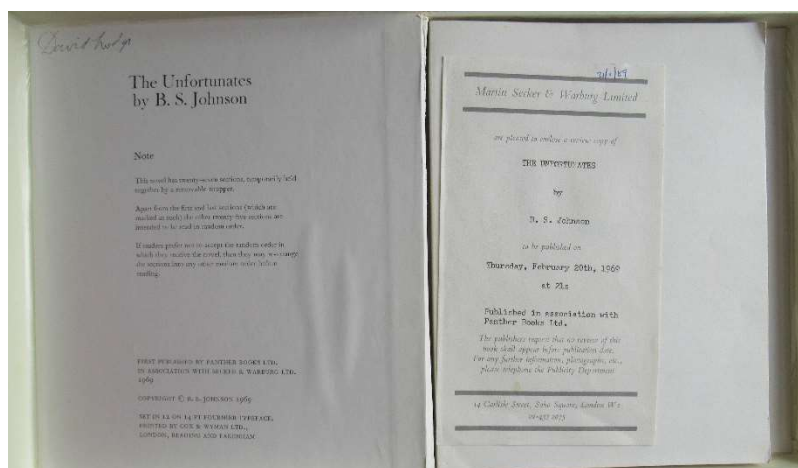 David Lodge
The Unfortunates
by B. S. Johnson
Note
This novel has twenty-seven sections, temporarily held
together by a removable wrapper.
Apart from the first and last sections (which are
marked as such) the other twenty-five sections are
intended to be read in random order.
If readers prefer not to accept the random order in
which they receive the novel, then they may re-arrange
the sections into any other random order before
reading.
FIRST PUBLISHED BY PANTHER BOOKS LTD.
IN ASSOCIATION WITH SECKER & WARBURG LTD.
1969
COPYRIGHT © B. S. JOHNSON 1969
SET IN 12 ON 14 PT FOURNIER TYPEFACE,
PRINTED BY COX & WYMAN LTD.,
LONDON, READING AND FAKENHAM
Martin Secker & Warburg Limited
are pleased to enclose a review copy of
THE UNFORTUNATES
by
B. S. Johnson
to be published on
Thursday, February 20th, 1969
at 21s
Published in association with
Panther Books Ltd.
The publishers request that no review of this
work shall appear before publication date.
For any further information, photographs, etc.,
please telephone the Publicity Department
14 Carlisle Street, Soho Square, London W1
01-437 2075